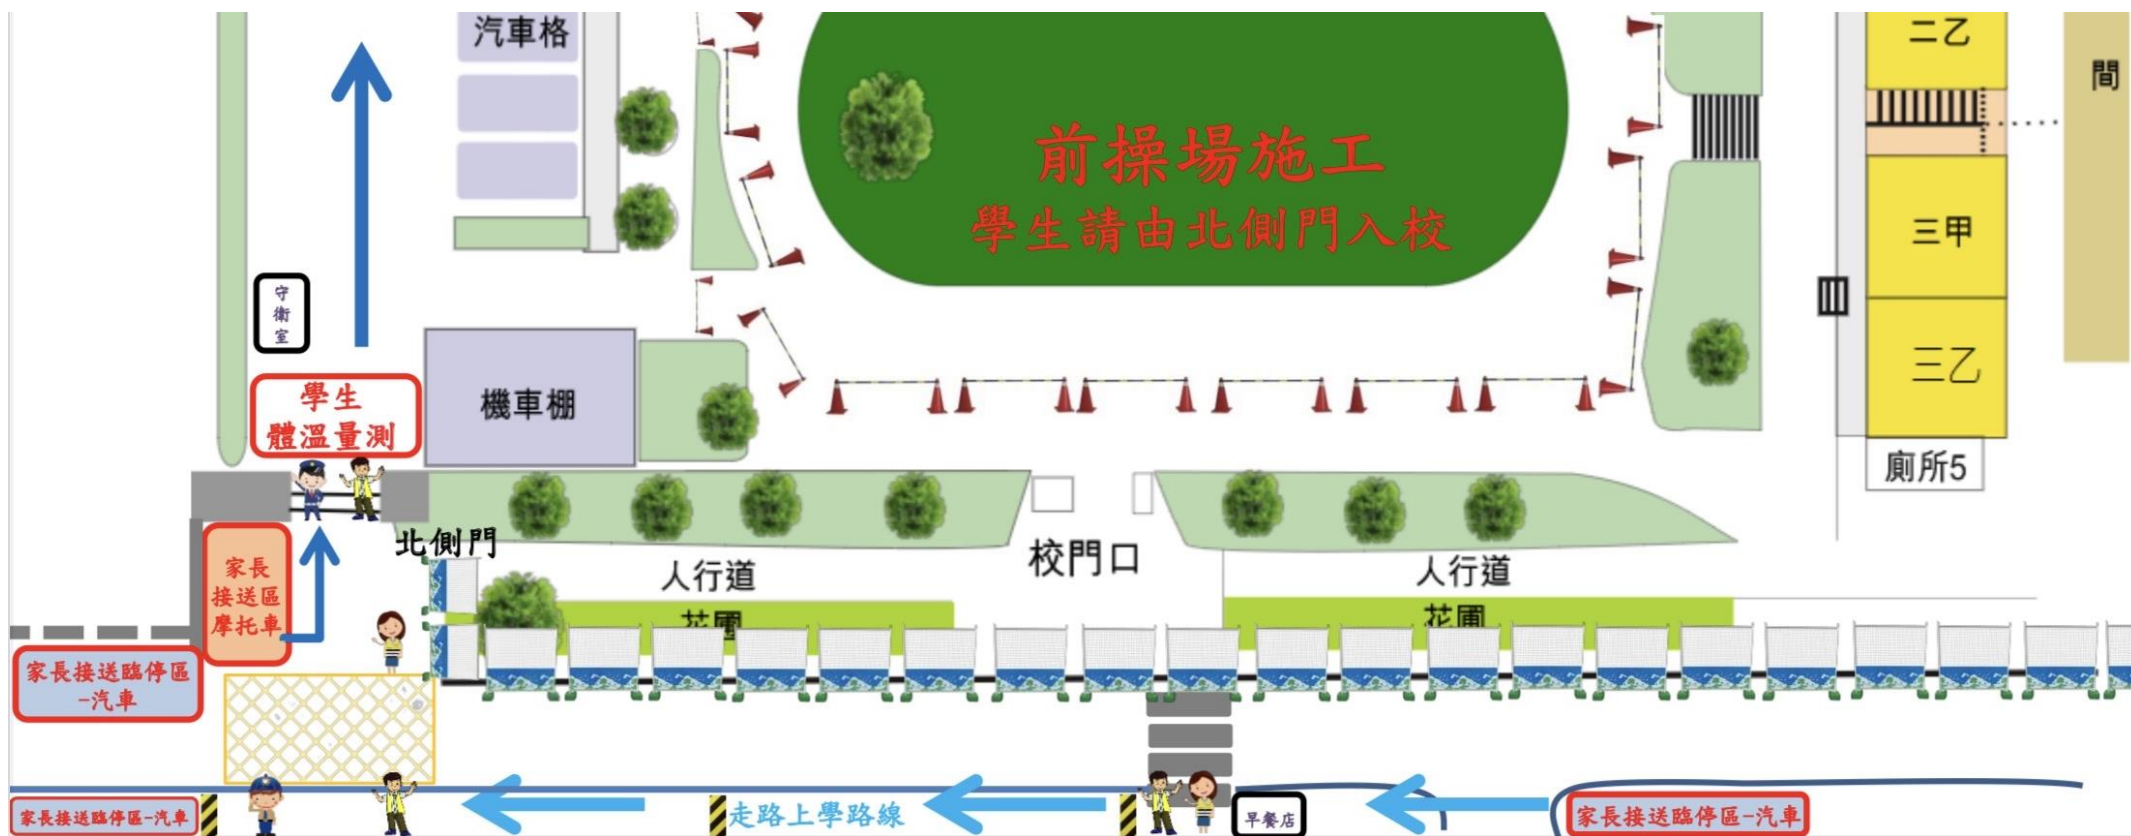 汽車格
二乙
間
前操場施工
學生請由北側門入校
三甲
守衛室
三乙
機車棚
學生
體溫量測
廁所5
北側門
校門口
人行道
人行道
家長
接送區
摩托車
花圃
花圃
家長接送臨停區
-汽車
家長接送臨停區-汽車
走路上學路線
早餐店
家長接送臨停區-汽車